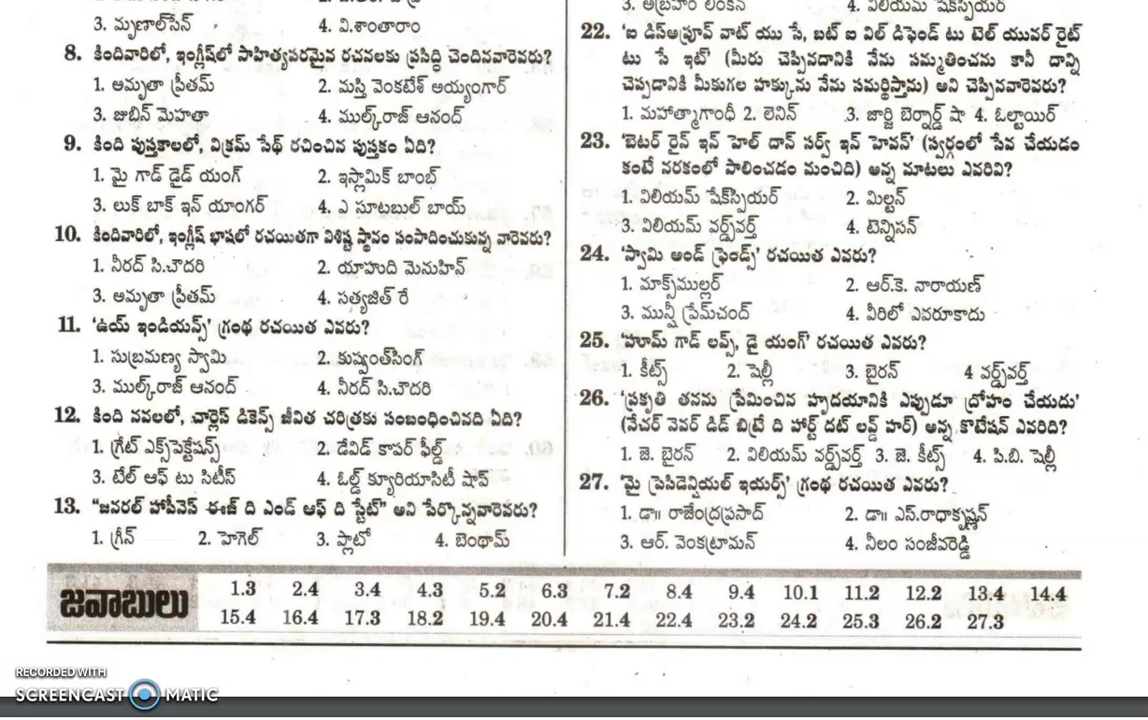 3. మృణాల్‌సేన్
4. వి.శాంతారాం
8. కిందివారిలో, ఇంగ్లీష్‌లో సాహిత్యపరమైన రచనలకు ప్రసిద్ధి చెందినవారెవరు?
1. అమృతా ప్రీతమ్ 2. మస్తి వెంకటేశ్ అయ్యంగార్
3. జుబిన్ మెహతా 4. ముల్క్‌రాజ్ ఆనంద్
9. కింది పుస్తకాలలో, విక్రమ్ సేథ్ రచించిన పుస్తకం ఏది?
1. మై గాడ్ డైడ్ యంగ్ 2. ఇస్లామిక్ బాంబ్
3. లుక్ బాక్ ఇన్ యాంగర్ 4. ఎ సూటబుల్ బాయ్
10. కిందివారిలో, ఇంగ్లీష్ భాషలో రచయితగా విశిష్ట స్థానం సంపాదించుకున్న వారెవరు?
1. నీరద్ సి.చౌదరి 2. యాహుది మెనుహిన్
3. అమృతా ప్రీతమ్ 4. సత్యజిత్ రే
11. 'ఉయ్ ఇండియన్స్' గ్రంథ రచయిత ఎవరు?
1. సుబ్రమణ్య స్వామి 2. కుష్వంత్‌సింగ్
3. ముల్క్‌రాజ్ ఆనంద్ 4. నీరద్ సి.చౌదరి
12. కింది నవలలో, చార్లెస్ డికెన్స్ జీవిత చరిత్రకు సంబంధించినది ఏది?
1. గ్రేట్ ఎక్స్‌పెక్టేషన్స్ 2. డేవిడ్ కాపర్ ఫీల్డ్
3. టేల్ ఆఫ్ టు సిటీస్ 4. ఓల్డ్ క్యూరియాసిటీ షాప్
13. "జనరల్ హాపీనెస్ ఈజ్ ది ఎండ్ ఆఫ్ ది స్టేట్" అని పేర్కొన్నవారెవరు?
1. గ్రీన్ 2. హెగెల్ 3. ప్లాటో 4. బెంథామ్
3. అబ్రహం లింకన్ 4. విలియమ్ షేక్‌స్పియర్
22. 'ఐ డిస్‌అప్రూవ్ వాట్ యు సే, బట్ ఐ విల్ డిఫెండ్ టు టెల్ యువర్ రైట్
టు సే ఇట్' (మీరు చెప్పినదానికి నేను సమ్మతించను కానీ దాన్ని
చెప్పడానికి మీకుగల హక్కును నేను సమర్థిస్తాను) అని చెప్పినవారెవరు?
1. మహాత్మాగాంధీ 2. లెనిన్ 3. జార్జి బెర్నార్డ్ షా 4. ఓల్టాయిర్
23. 'బెటర్ రైన్ ఇన్ హెల్ దాన్ సర్వ్ ఇన్ హెవన్' (స్వర్గంలో సేవ చేయడం
కంటే నరకంలో పాలించడం మంచిది) అన్న మాటలు ఎవరివి?
1. విలియమ్ షేక్‌స్పియర్ 2. మిల్టన్
3. విలియమ్ వర్డ్స్‌వర్త్ 4. టెన్నిసన్
24. 'స్వామి అండ్ ఫ్రెండ్స్' రచయిత ఎవరు?
1. మాక్స్‌ముల్లర్ 2. ఆర్.కె. నారాయణ్
3. మున్షీ ప్రేమ్‌చంద్ 4. వీరిలో ఎవరూకాదు
25. 'హూమ్ గాడ్ లవ్స్, డై యంగ్' రచయిత ఎవరు?
1. కీట్స్ 2. షెల్లీ 3. బైరన్ 4 వర్డ్స్‌వర్త్
26. 'ప్రకృతి తనను ప్రేమించిన హృదయానికి ఎప్పుడూ ద్రోహం చేయదు'
(నేచర్ నెవర్ డిడ్ బిట్రే ది హార్ట్ దట్ లవ్డ్ హర్) అన్న కొటేషన్ ఎవరిది?
1. జె. బైరన్ 2. విలియమ్ వర్డ్స్‌వర్త్ 3. జె. కీట్స్ 4. పి.బి. షెల్లీ
27. 'మై ప్రెసిడెన్షియల్ ఇయర్స్' గ్రంథ రచయిత ఎవరు?
1. డా॥ రాజేంద్రప్రసాద్ 2. డా॥ ఎస్.రాధాకృష్ణన్
3. ఆర్. వెంకట్రామన్ 4. నీలం సంజీవరెడ్డి
జవాబులు
1.3 2.4 3.4 4.3 5.2 6.3 7.2 8.4 9.4 10.1 11.2 12.2 13.4 14.4
15.4 16.4 17.3 18.2 19.4 20.4 21.4 22.4 23.2 24.2 25.3 26.2 27.3
RECORDED WITH
SCREENCAST MATIC